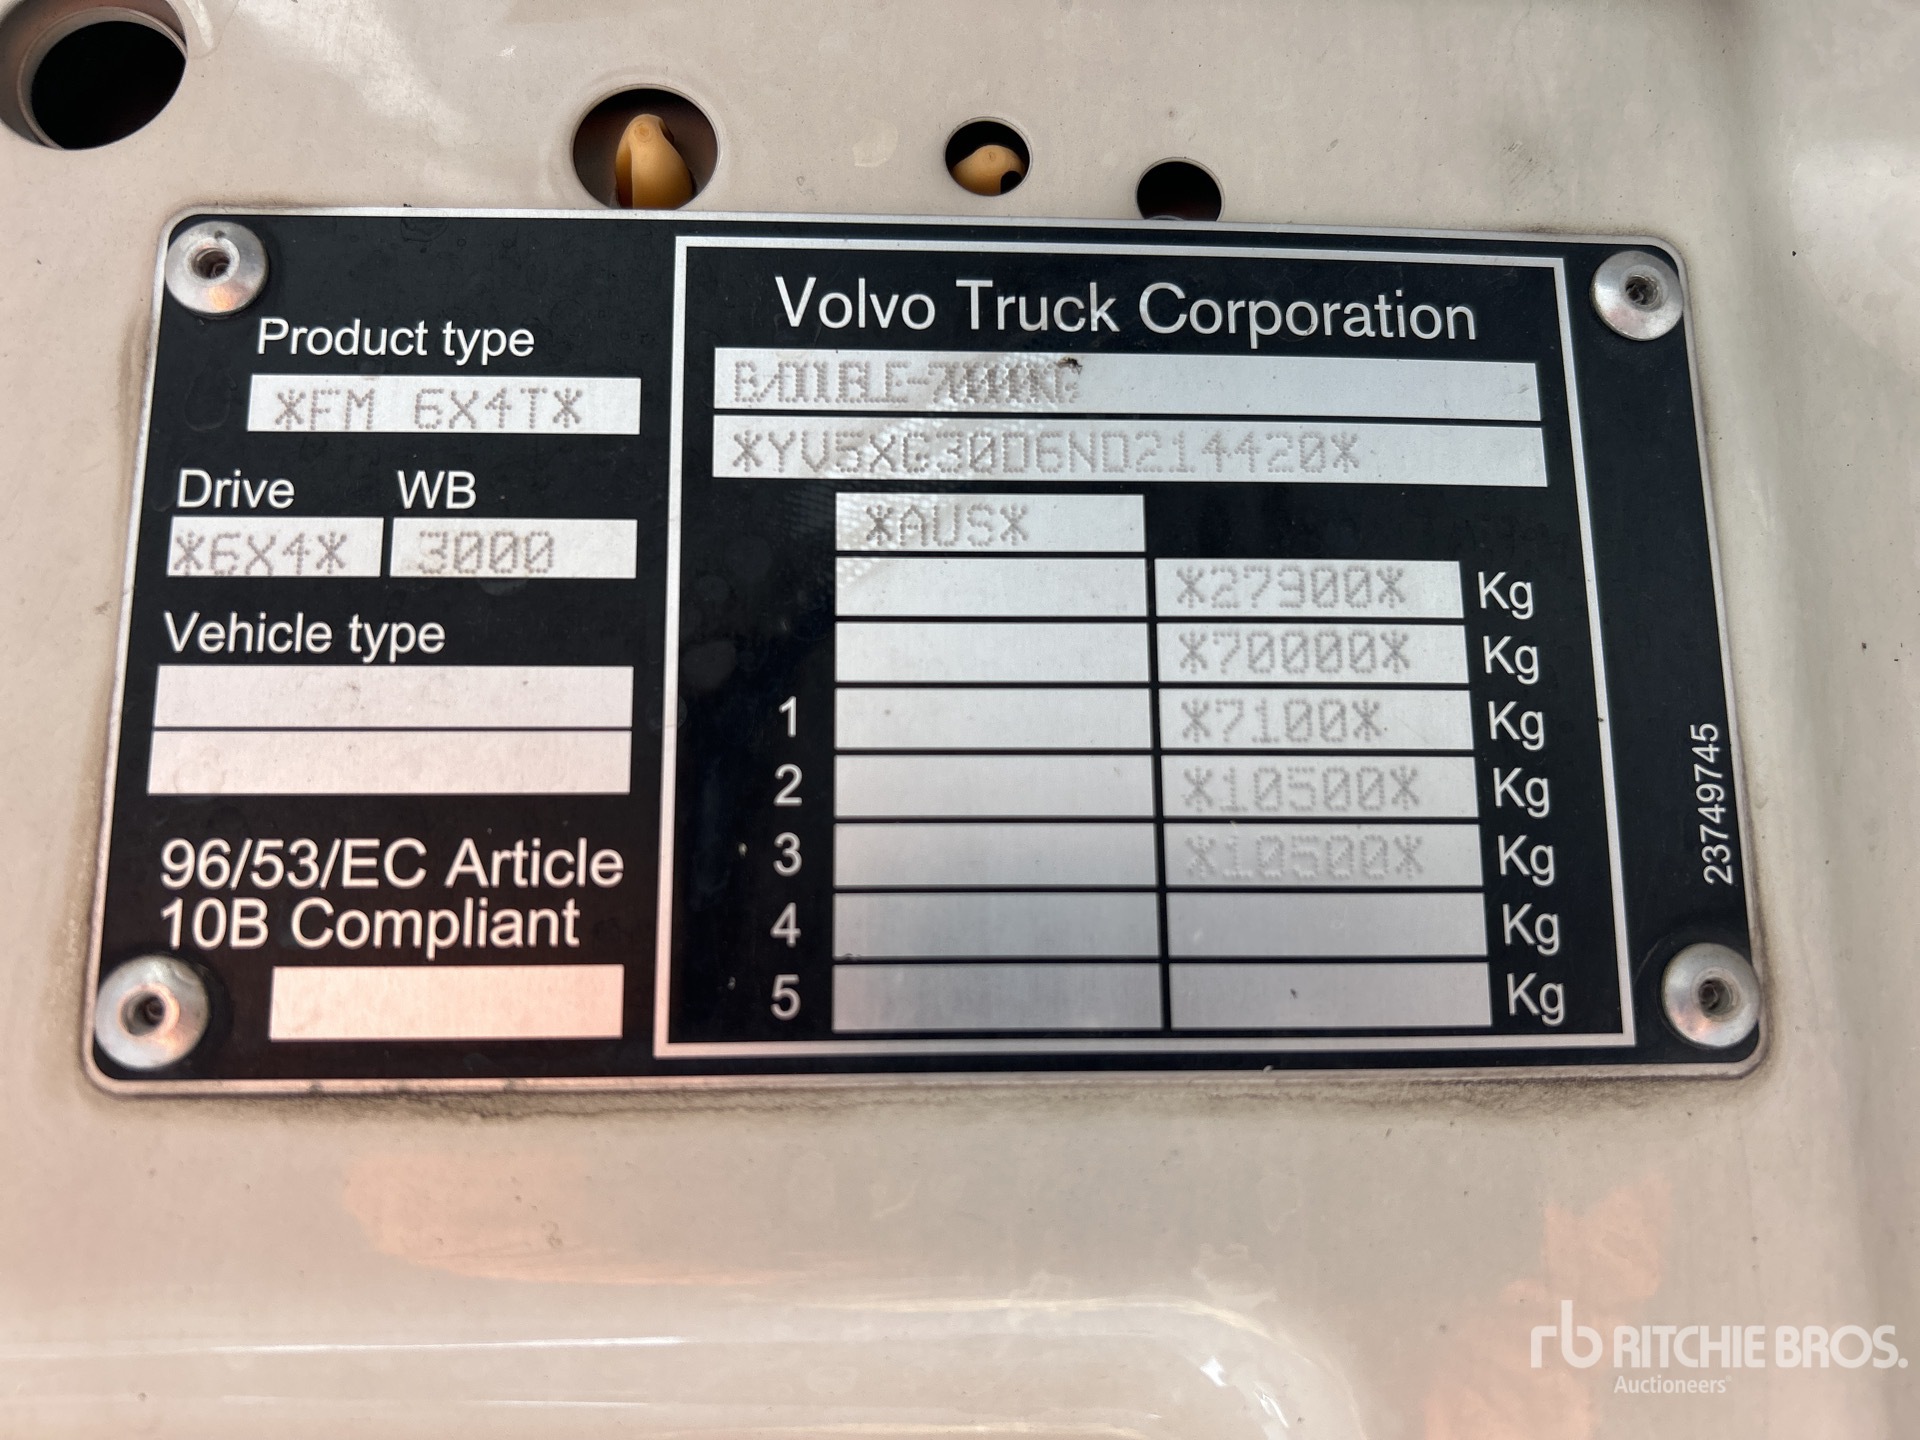 Product type
*FM 6X4T*
Drive WB
*6X4* 3000
Vehicle type
96/53/EC Article
10B Compliant
Volvo Truck Corporation
*YV5XG30D6ND214420*
*AUS*
*27900* Kg
*70000* Kg
1 *7100* Kg
2 *10500* Kg
3 *10500* Kg
4 Kg
5 Kg
23749745
rb RITCHIE BROS.
Auctioneers